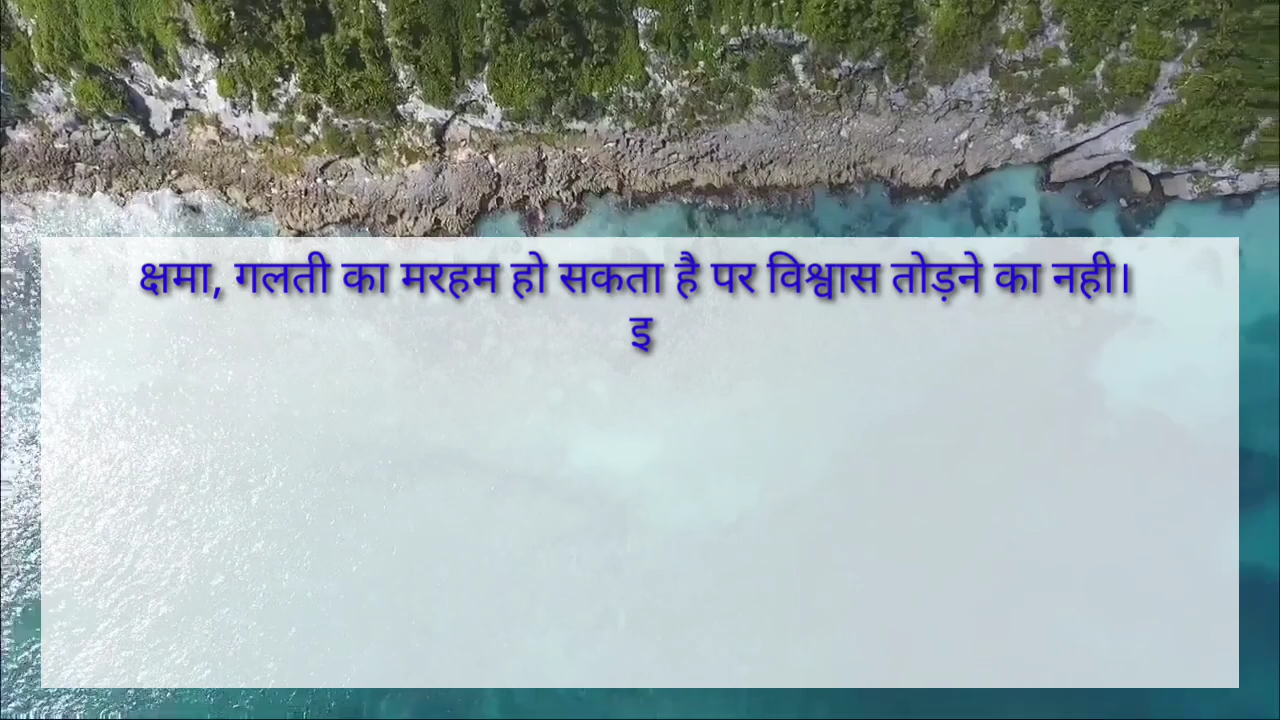 क्षमा, गलती का मरहम हो सकता है पर विश्वास तोड़ने का नही।
इ